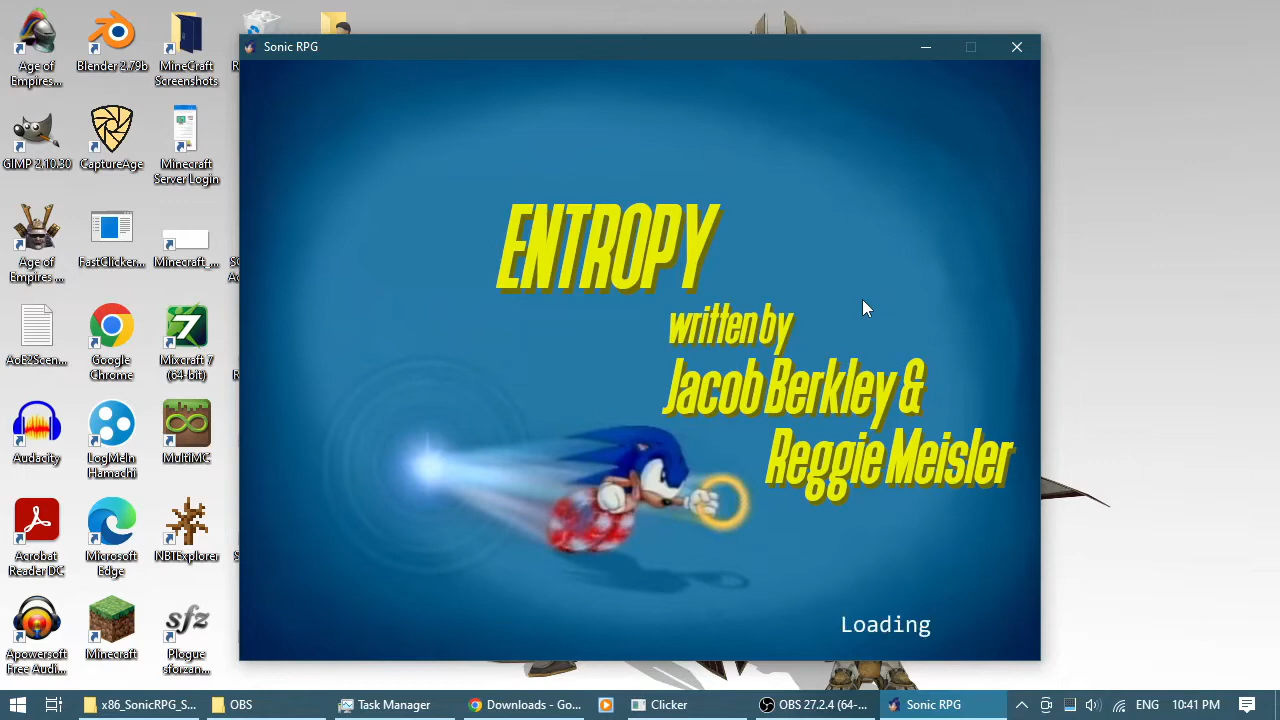 Sonic RPG
ENTROPY
written by
Jacob Berkley &
Reggie Meisler
Loading
Age of
Empires...
Blender 2.79b
MineCraft
Screenshots
GIMP 2.10.30
CaptureAge
Minecraft
Server Login
Age of
Empires ...
FastClicker...
Minecraft_...
AoE2Scen...
Google
Chrome
Mixcraft 7
(64-bit)
Audacity
LogMeIn
Hamachi
MultiMC
Acrobat
Reader DC
Microsoft
Edge
NBTExplorer
Apowersoft
Free Audi...
Minecraft
sfz
Plogue
sforzan...
x86_SonicRPG_S...
OBS
Task Manager
Downloads - Go...
Clicker
OBS 27.2.4 (64-...
Sonic RPG
ENG
10:41 PM